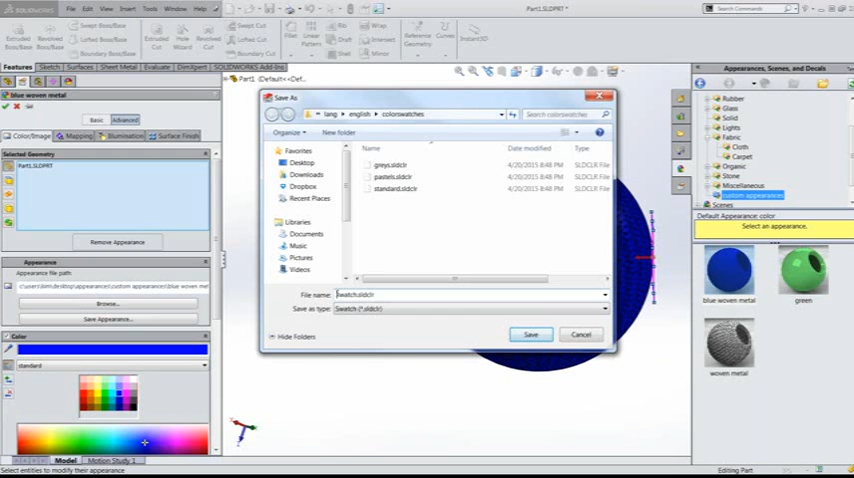 SOLIDWORKS
File Edit View Insert Tools Window Help
Part1.SLDPRT
Search Commands
Extruded Boss/Base
Revolved Boss/Base
Swept Boss/Base
Lofted Boss/Base
Boundary Boss/Base
Extruded Cut
Hole Wizard
Revolved Cut
Swept Cut
Lofted Cut
Boundary Cut
Fillet
Linear Pattern
Rib
Draft
Shell
Wrap
Intersect
Mirror
Reference Geometry
Curves
Instant3D
Features Sketch Surfaces Sheet Metal Evaluate DimXpert SOLIDWORKS Add-Ins
Part1 (Default<<Def...
blue woven metal
Basic Advanced
Color/Image Mapping Illumination Surface Finish
Selected Geometry
Part1.SLDPRT
Remove Appearance
Appearance
Appearance file path:
Browse...
Save Appearance...
Color
standard
Model Motion Study 1
Select entities to modify their appearance
Editing Part
Save As
lang english colorswatches
Search colorswatches
Organize New folder
Favorites
Desktop
Downloads
Dropbox
Recent Places
Libraries
Documents
Music
Pictures
Videos
Name Date modified Type
greys.sldclr 4/20/2015 8:48 PM SLDCLR File
pastels.sldclr 4/20/2015 8:48 PM SLDCLR File
standard.sldclr 4/20/2015 8:48 PM SLDCLR File
File name: Swatch.sldclr
Save as type: Swatch (*.sldclr)
Hide Folders
Save
Cancel
Appearances, Scenes, and Decals
Rubber
Glass
Solid
Lights
Fabric
Cloth
Carpet
Organic
Stone
Miscellaneous
custom appearances
Scenes
Default Appearance: color
Select an appearance.
blue woven metal
green
woven metal